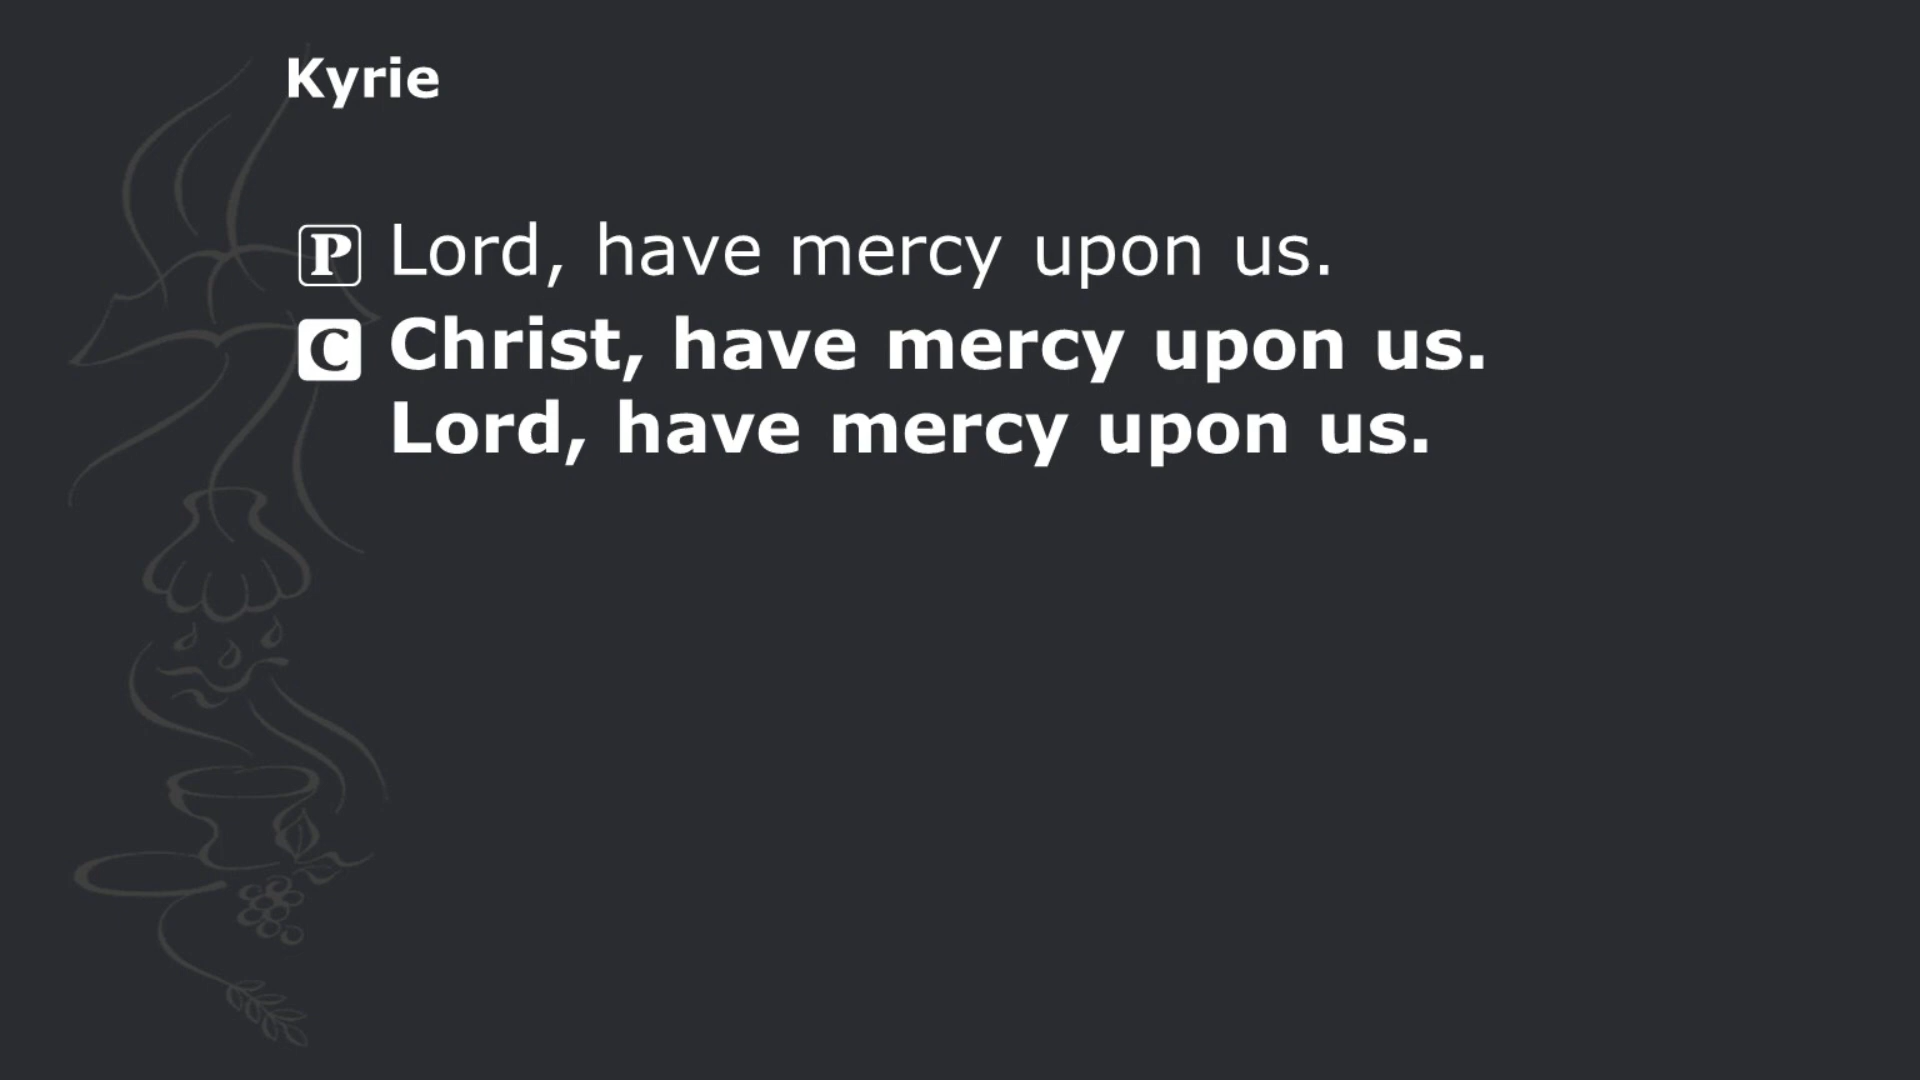 Kyrie
P Lord, have mercy upon us.
C Christ, have mercy upon us.
Lord, have mercy upon us.